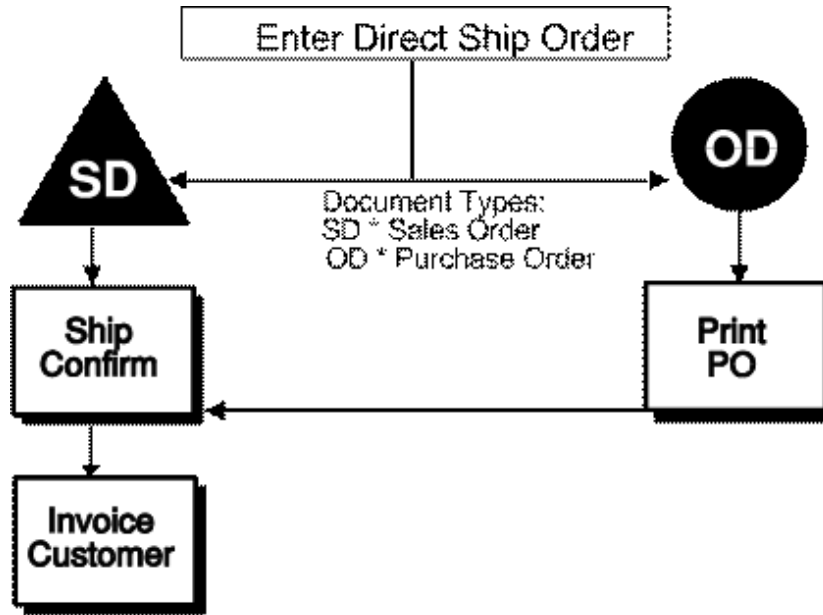 Enter Direct Ship Order
SD
OD
Document Types:
SD * Sales Order
OD * Purchase Order
Ship
Confirm
Print
PO
Invoice
Customer